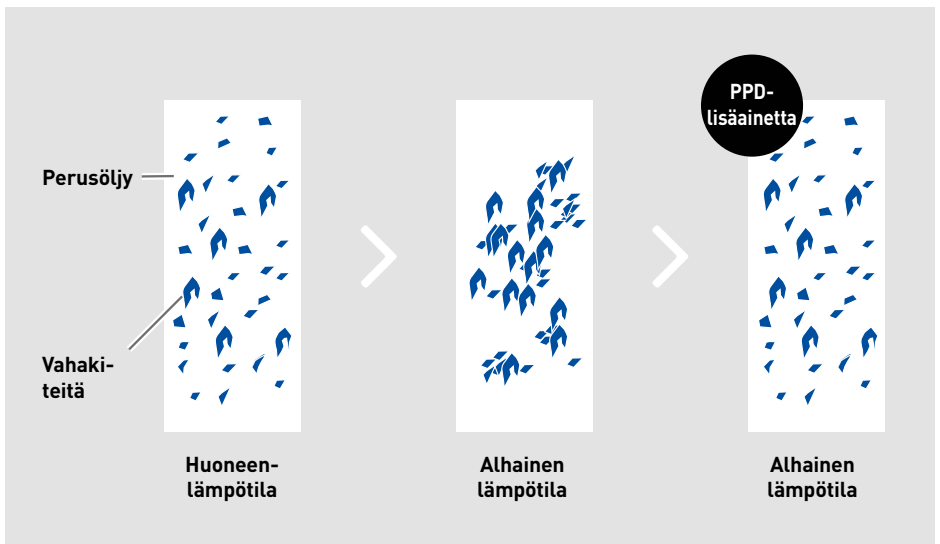 PPD-
lisäainetta
Perusöljy
Vahaki-
teitä
Huoneen-
lämpötila
Alhainen
lämpötila
Alhainen
lämpötila